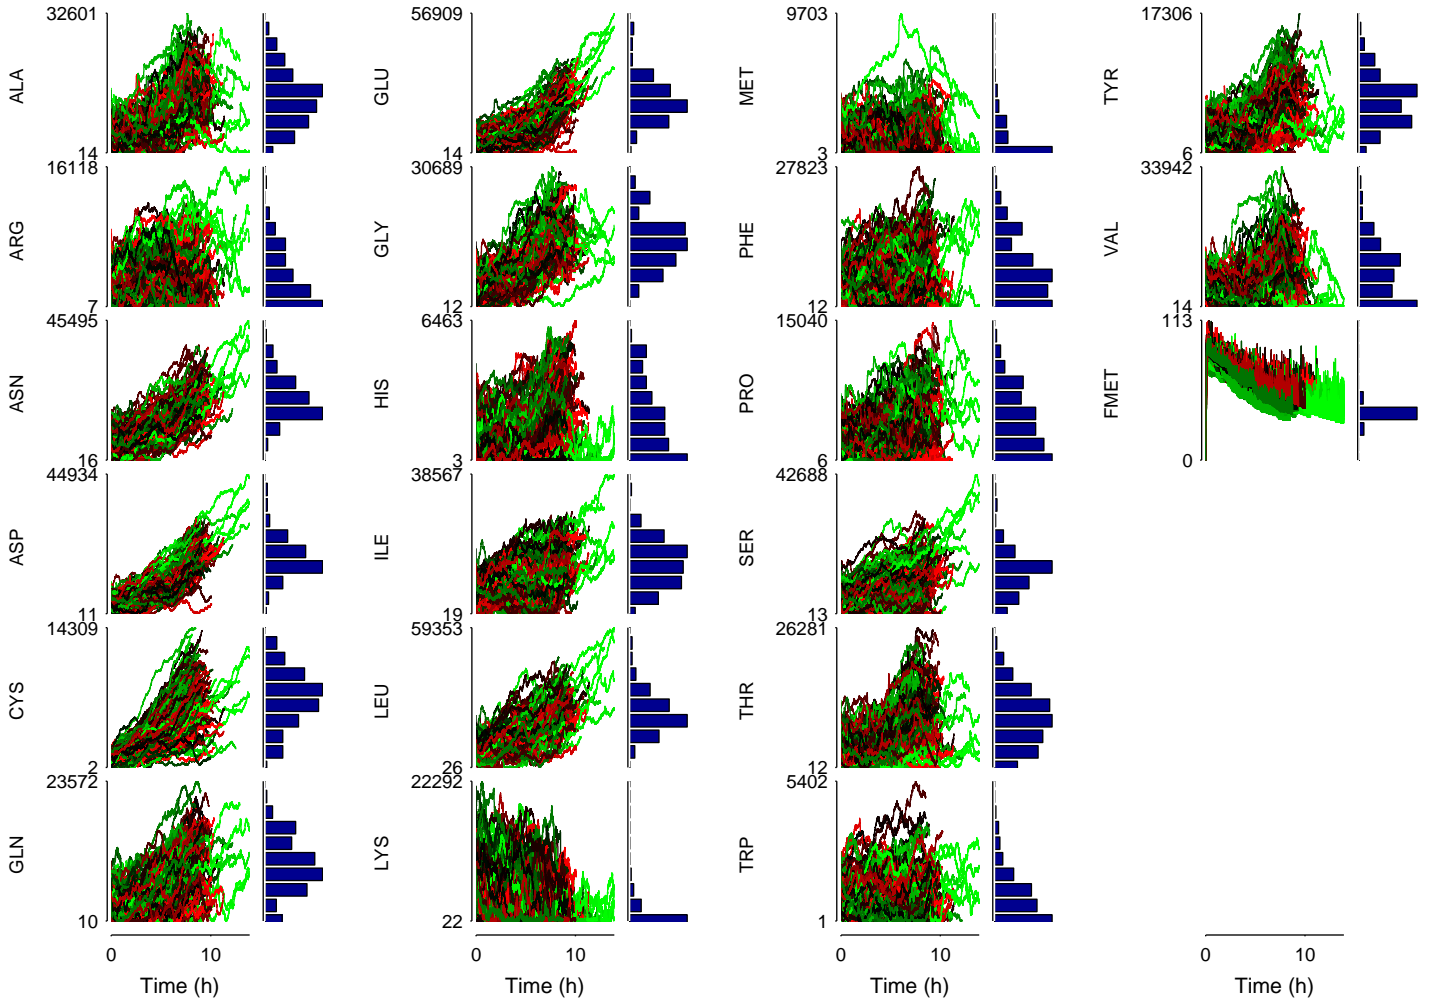 32601
ALA
14
16118
ARG
7
45495
ASN
16
44934
ASP
11
14309
CYS
2
23572
GLN
10
0 10
Time (h)
56909
GLU
14
30689
GLY
12
6463
HIS
3
38567
ILE
19
59353
LEU
26
22292
LYS
22
0 10
Time (h)
9703
MET
3
27823
PHE
12
15040
PRO
6
42688
SER
13
26281
THR
12
5402
TRP
1
0 10
Time (h)
17306
TYR
6
33942
VAL
14
113
FMET
0
0 10
Time (h)